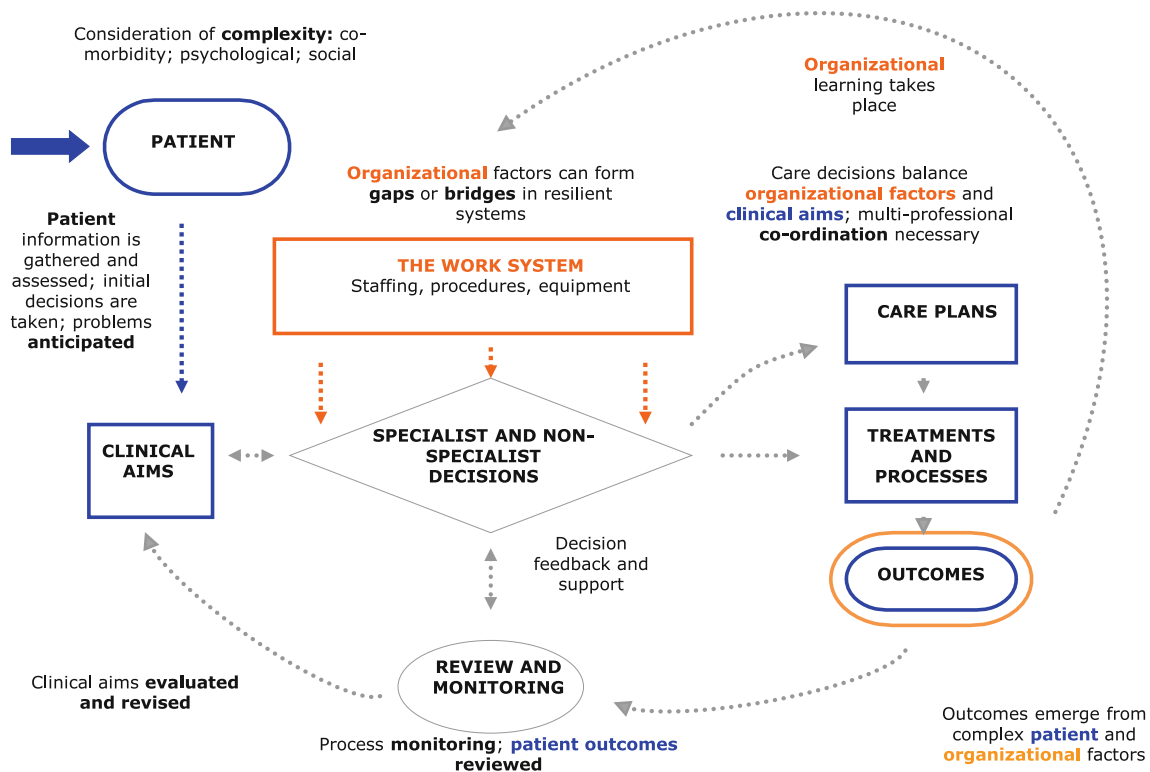 Consideration of complexity: co-
morbidity; psychological; social
PATIENT
Patient
information is
gathered and
assessed; initial
decisions are
taken; problems
anticipated
Organizational factors can form
gaps or bridges in resilient
systems
THE WORK SYSTEM
Staffing, procedures, equipment
Organizational
learning takes
place
Care decisions balance
organizational factors and
clinical aims; multi-professional
co-ordination necessary
CARE PLANS
CLINICAL
AIMS
SPECIALIST AND NON-
SPECIALIST
DECISIONS
TREATMENTS
AND
PROCESSES
Decision
feedback and
support
OUTCOMES
REVIEW AND
MONITORING
Clinical aims evaluated
and revised
Process monitoring; patient outcomes
reviewed
Outcomes emerge from
complex patient and
organizational factors